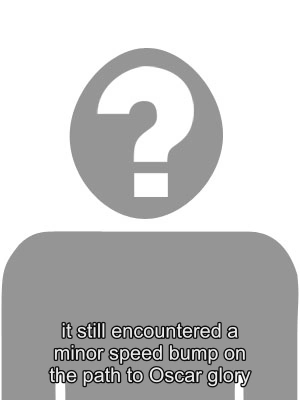 ?
it still encountered a
minor speed bump on
the path to Oscar glory